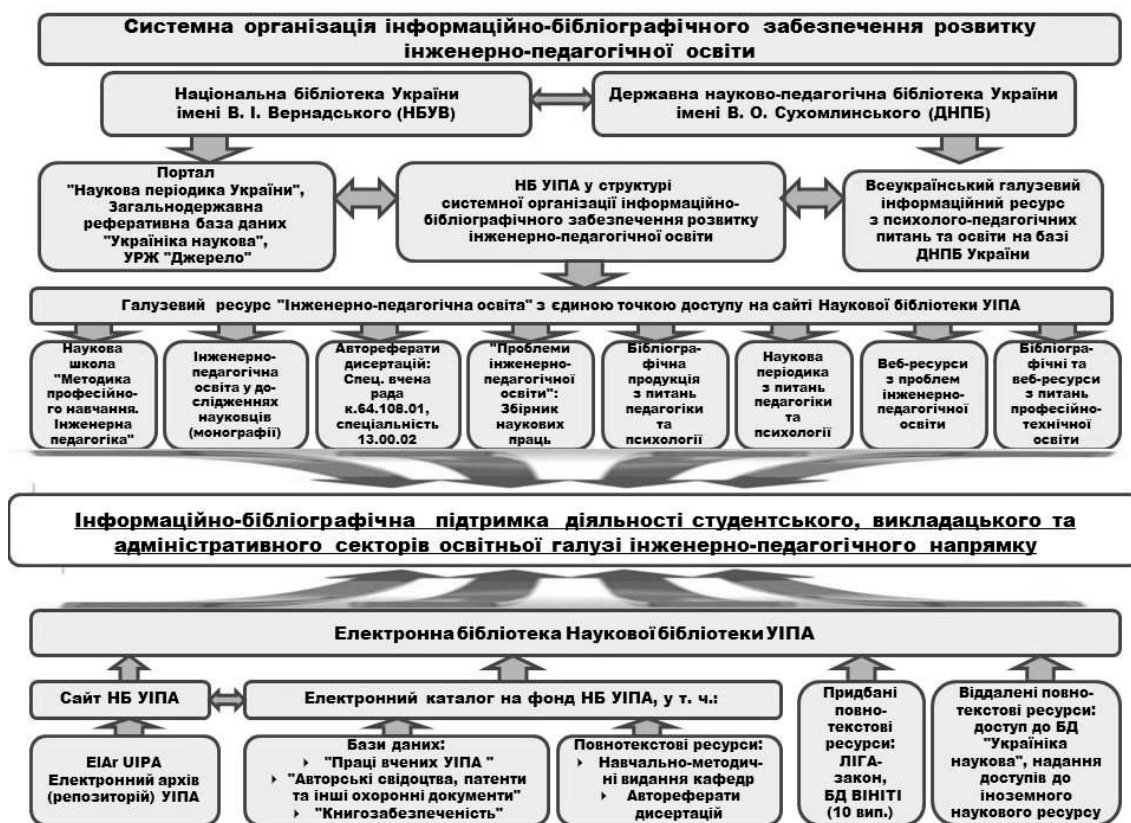 Системна організація інформаційно-бібліографічного забезпечення розвитку
інженерно-педагогічної освіти
Національна бібліотека України
імені В. І. Вернадського (НБУВ)
Державна науково-педагогічна бібліотека України
імені В. О. Сухомлинського (ДНПБ)
Портал
"Наукова періодика України",
Загальнодержавна
реферативна база даних
"Україніка наукова",
УРЖ "Джерело"
НБ УІПА у структурі
системної організації інформаційно-
бібліографічного забезпечення розвитку
інженерно-педагогічної освіти
Всеукраїнський галузевий
інформаційний ресурс
з психолого-педагогічних
питань та освіти на базі
ДНПБ України
Галузевий ресурс "Інженерно-педагогічна освіта" з єдиною точкою доступу на сайті Наукової бібліотеки УІПА
Наукова
школа
"Методика
професійно-
го навчання.
Інженерна
педагогіка"
Інженерно-
педагогічна
освіта у до-
слідженнях
науковців
(монографії)
Автореферати
дисертацій:
Спец. вчена
рада
к.64.108.01,
спеціальність
13.00.02
"Проблеми
інженерно-
педагогічної
освіти":
Збірник
наукових
праць
Бібліогра-
фічна
продукція
з питань
педагогіки
та
психології
Наукова
періодика
з питань
педагогіки
та
психології
Веб-ресурси
з проблем
інженерно-
педагогічної
освіти
Бібліогра-
фічні та
веб-ресурси
з питань
професійно-
технічної
освіти
Інформаційно-бібліографічна підтримка діяльності студентського, викладацького та
адміністративного секторів освітньої галузі інженерно-педагогічного напрямку
Електронна бібліотека Наукової бібліотеки УІПА
Сайт НБ УІПА
Електронний каталог на фонд НБ УІПА, у т. ч.:
Придбані
повно-
текстові
ресурси:
ЛІГА-
закон,
БД ВІНІТІ
(10 вип.)
Віддалені повно-
текстові ресурси:
доступ до БД
"Україніка
наукова", надання
доступів до
іноземного
наукового ресурсу
ElAr UIPA
Електронний архів
(репозиторій) УІПА
Бази даних:
"Праці вчених УІПА "
"Авторські свідоцтва, патенти
та інші охоронні документи"
"Книгозабезпеченість"
Повнотекстові ресурси:
Навчально-методич-
ні видання кафедр
Автореферати
дисертацій